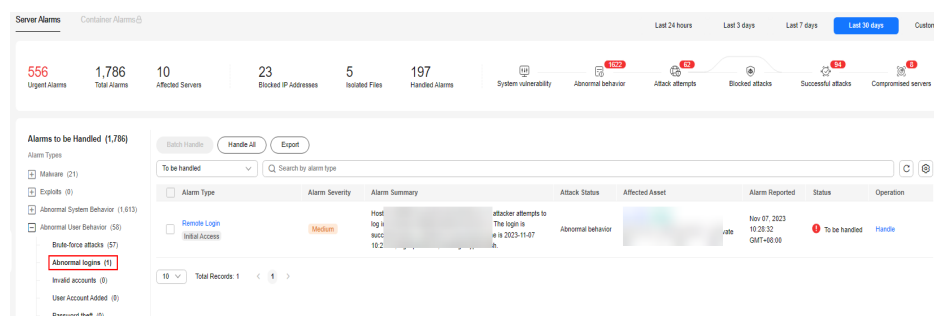 Server Alarms
Container Alarms
Last 24 hours
Last 3 days
Last 7 days
Last 30 days
Custom
556
Urgent Alarms
1,786
Total Alarms
10
Affected Servers
23
Blocked IP Addresses
5
Isolated Files
197
Handled Alarms
System vulnerability
1622
Abnormal behavior
62
Attack attempts
Blocked attacks
94
Successful attacks
8
Compromised servers
Alarms to be Handled (1,786)
Alarm Types
Malware (21)
Exploits (0)
Abnormal System Behavior (1,613)
Abnormal User Behavior (58)
Brute-force attacks (57)
Abnormal logins (1)
Invalid accounts (0)
User Account Added (0)
Password theft (0)
Batch Handle
Handle All
Export
To be handled
Search by alarm type
Alarm Type
Alarm Severity
Alarm Summary
Attack Status
Affected Asset
Alarm Reported
Status
Operation
Remote Login
Initial Access
Medium
Host attacker attempts to
log i The login is
succ e is 2023-11-07
10:2 sh.
Abnormal behavior
vate
Nov 07, 2023
10:28:32
GMT+08:00
To be handled
Handle
10
Total Records: 1
1